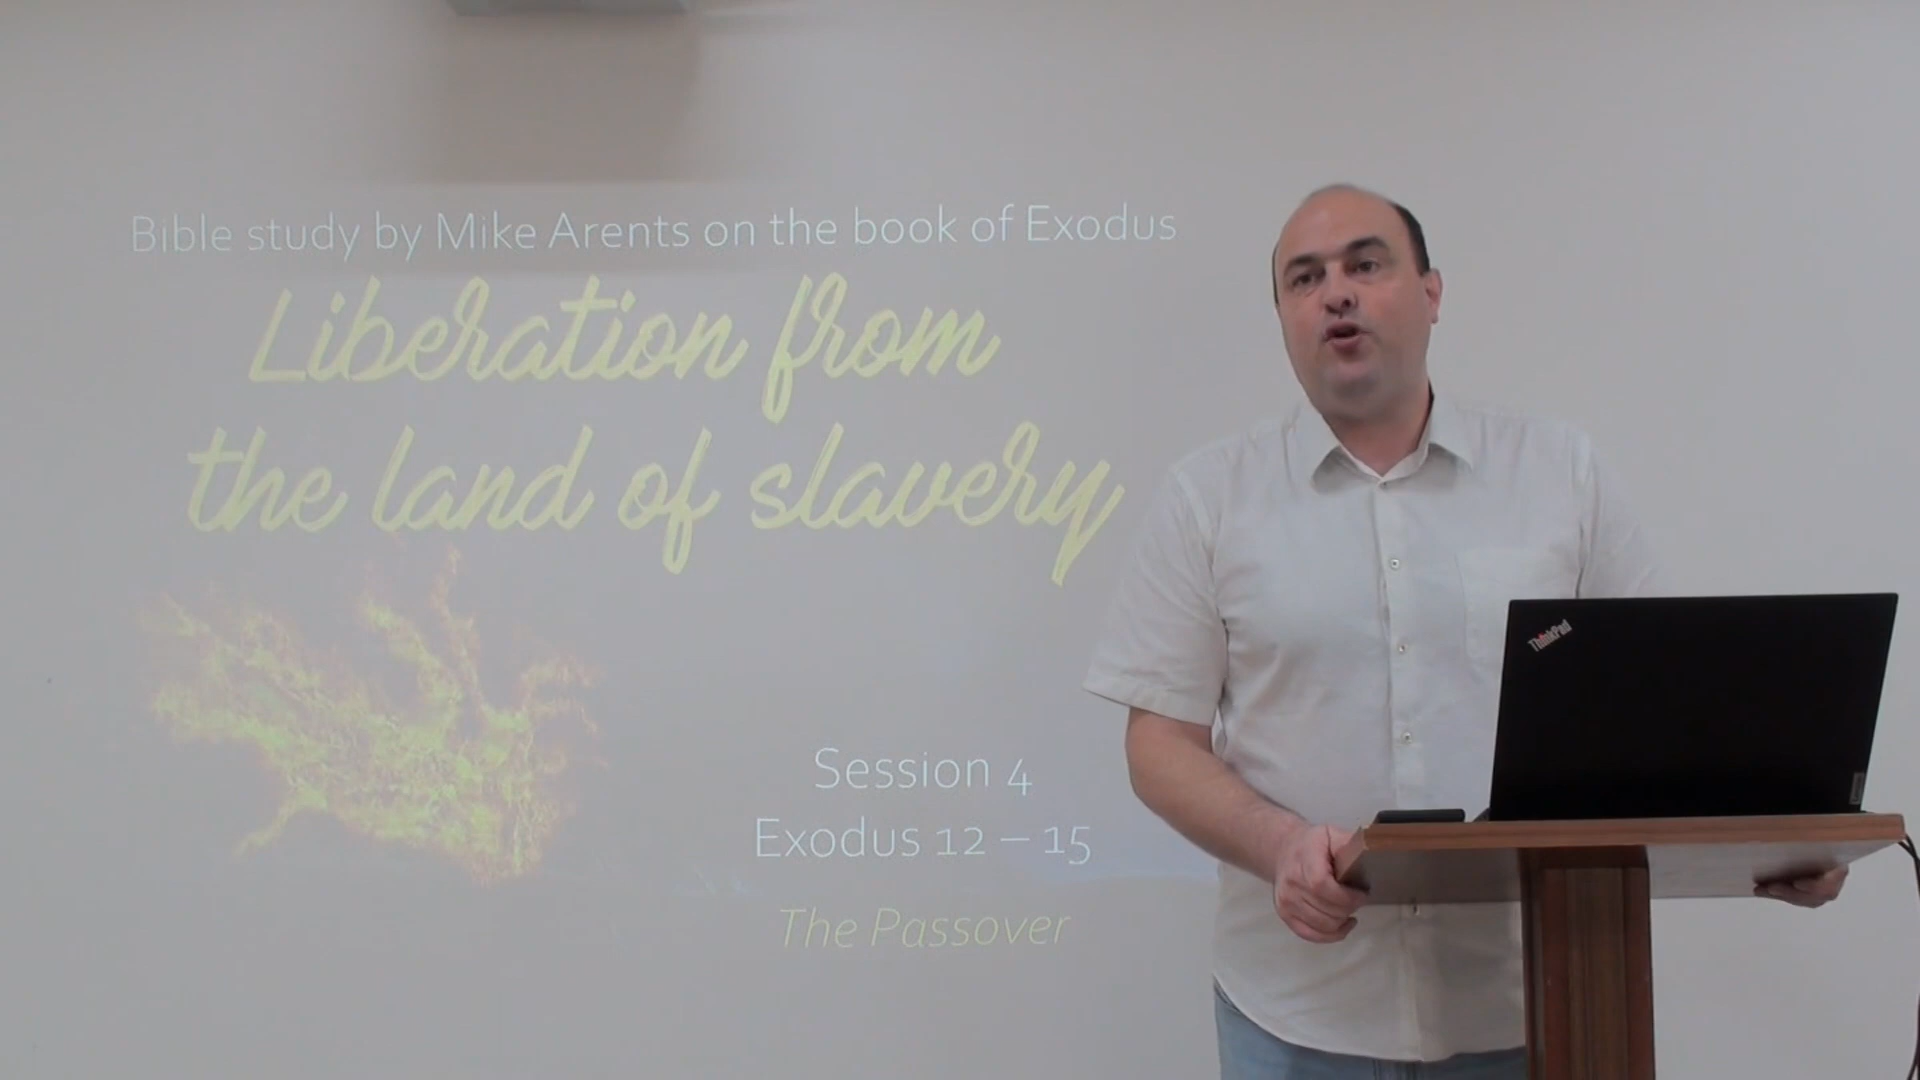 Bible study by Mike Arents on the book of Exodus
Liberation from
the land of slavery
Session 4
Exodus 12 – 15
The Passover
ThinkPad